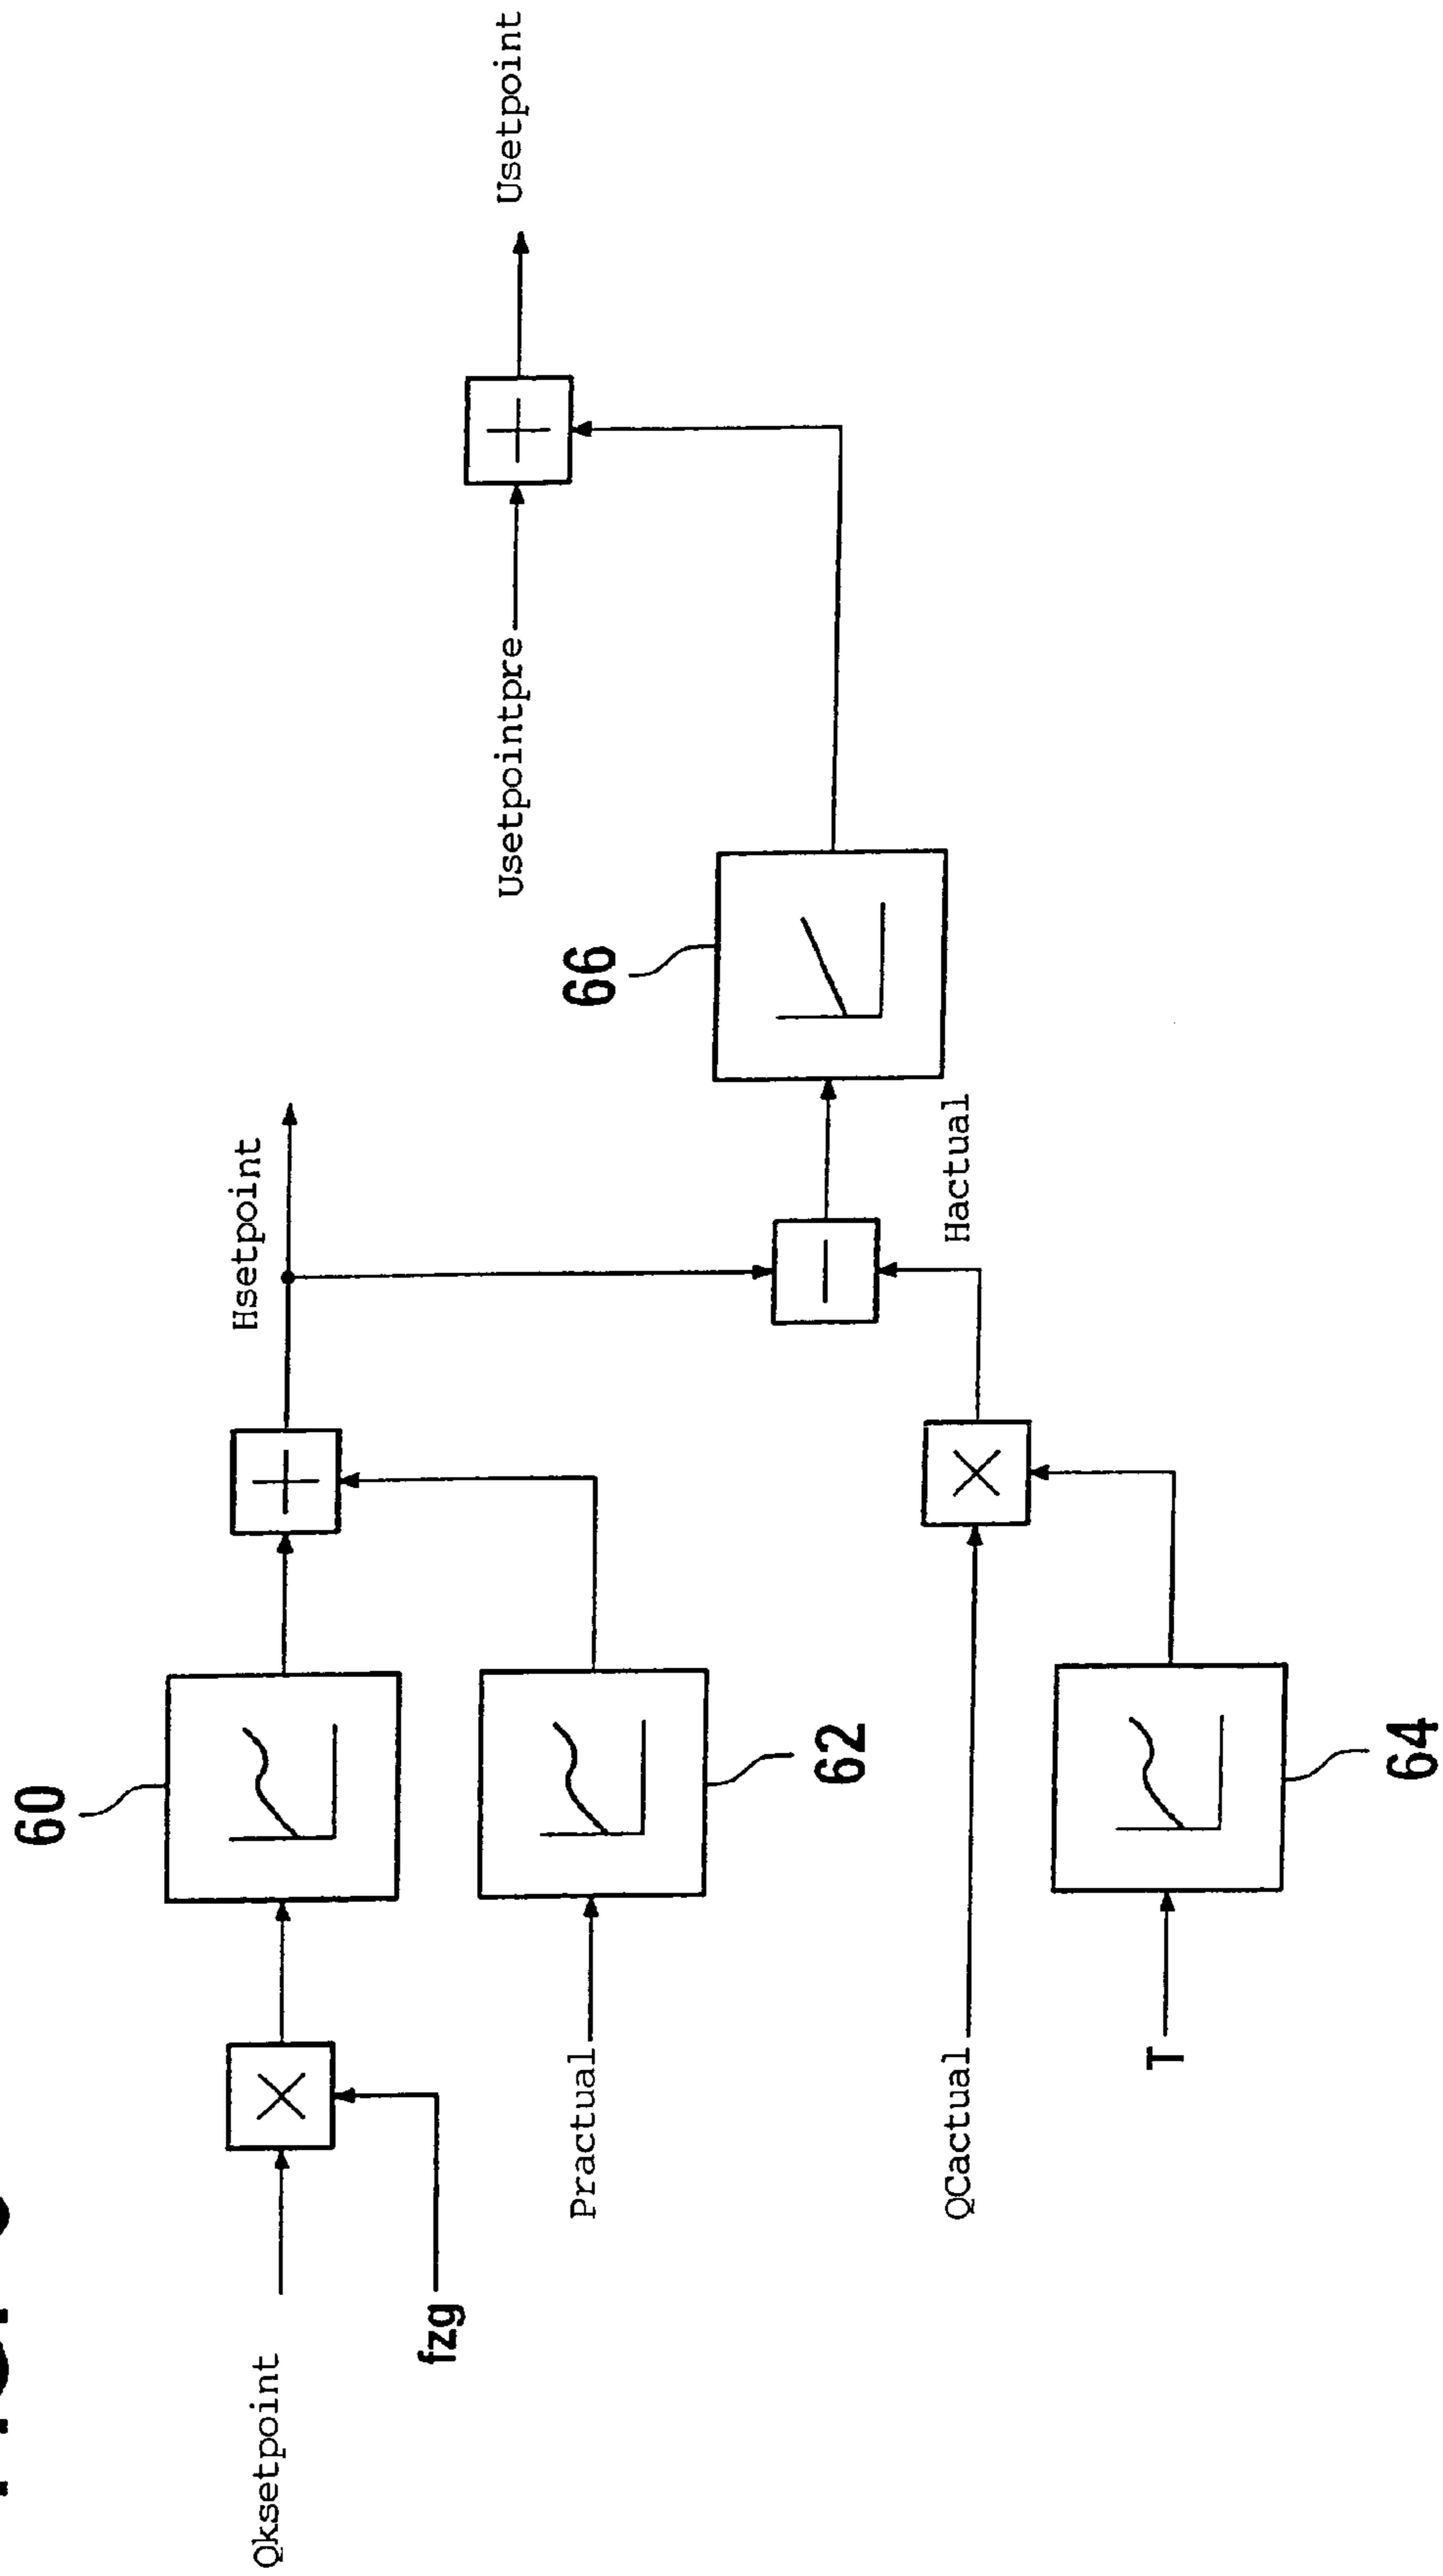 Qksetpoint
fzg
60
Hsetpoint
Practual
62
QCactual
T
64
Hactual
66
Usetpointpre
Usetpoint